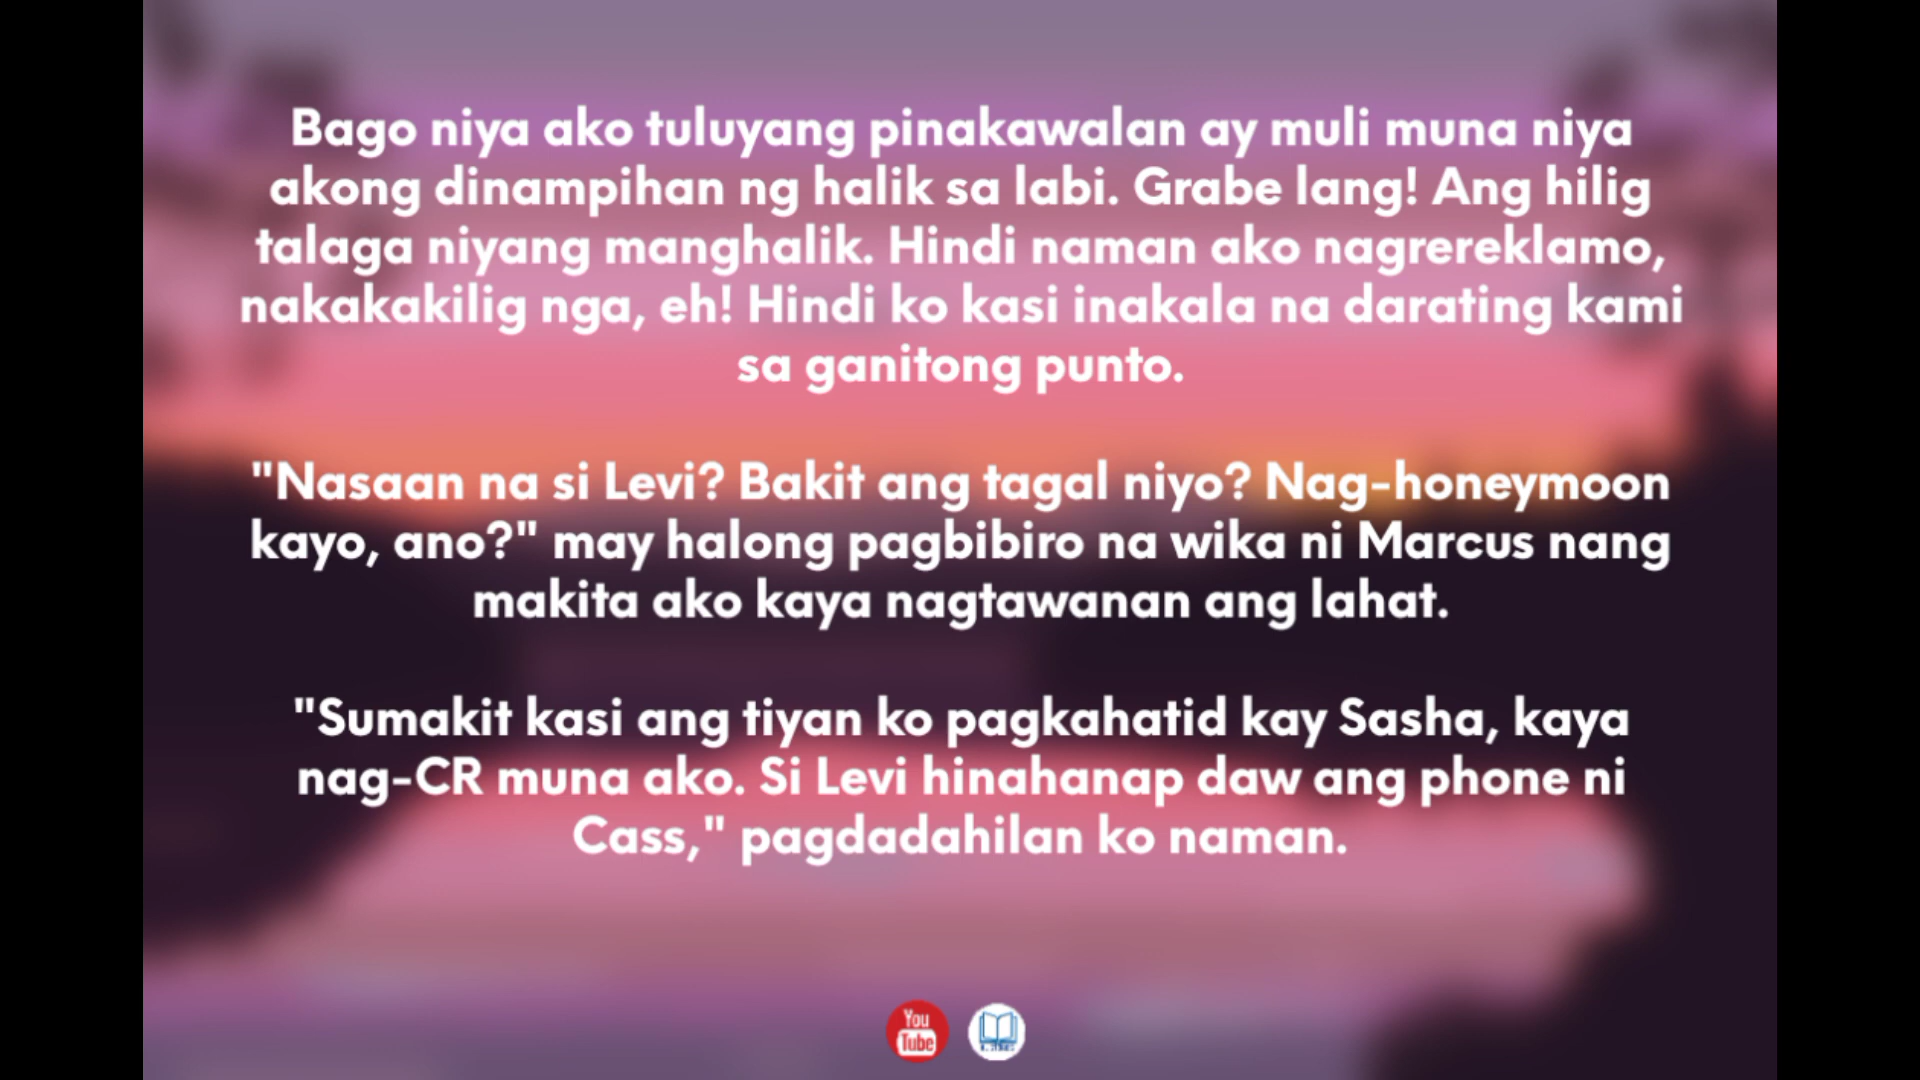 Bago niya ako tuluyang pinakawalan ay muli muna niya
akong dinampihan ng halik sa labi. Grabe lang! Ang hilig
talaga niyang manghalik. Hindi naman ako nagrereklamo,
nakakakilig nga, eh! Hindi ko kasi inakala na darating kami
sa ganitong punto.
"Nasaan na si Levi? Bakit ang tagal niyo? Nag-honeymoon
kayo, ano?" may halong pagbibiro na wika ni Marcus nang
makita ako kaya nagtawanan ang lahat.
"Sumakit kasi ang tiyan ko pagkahatid kay Sasha, kaya
nag-CR muna ako. Si Levi hinahanap daw ang phone ni
Cass," pagdadahilan ko naman.
You
Tube